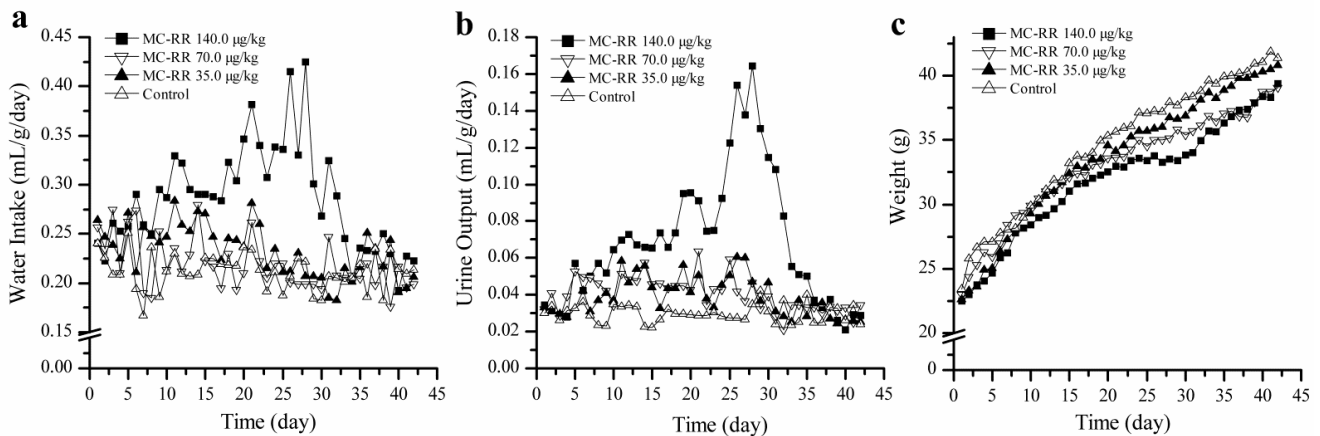 a
Water Intake (mL/g/day)
0.45
0.40
0.35
0.30
0.25
0.20
0.15
0.00
MC-RR 140.0 μg/kg
MC-RR 70.0 μg/kg
MC-RR 35.0 μg/kg
Control
0 5 10 15 20 25 30 35 40 45
Time (day)
b
Urine Output (mL/g/day)
0.18
0.16
0.14
0.12
0.10
0.08
0.06
0.04
0.02
0.00
MC-RR 140.0 μg/kg
MC-RR 70.0 μg/kg
MC-RR 35.0 μg/kg
Control
0 5 10 15 20 25 30 35 40 45
Time (day)
c
Weight (g)
40
35
30
25
20
0
MC-RR 140.0 μg/kg
MC-RR 70.0 μg/kg
MC-RR 35.0 μg/kg
Control
0 5 10 15 20 25 30 35 40 45
Time (day)